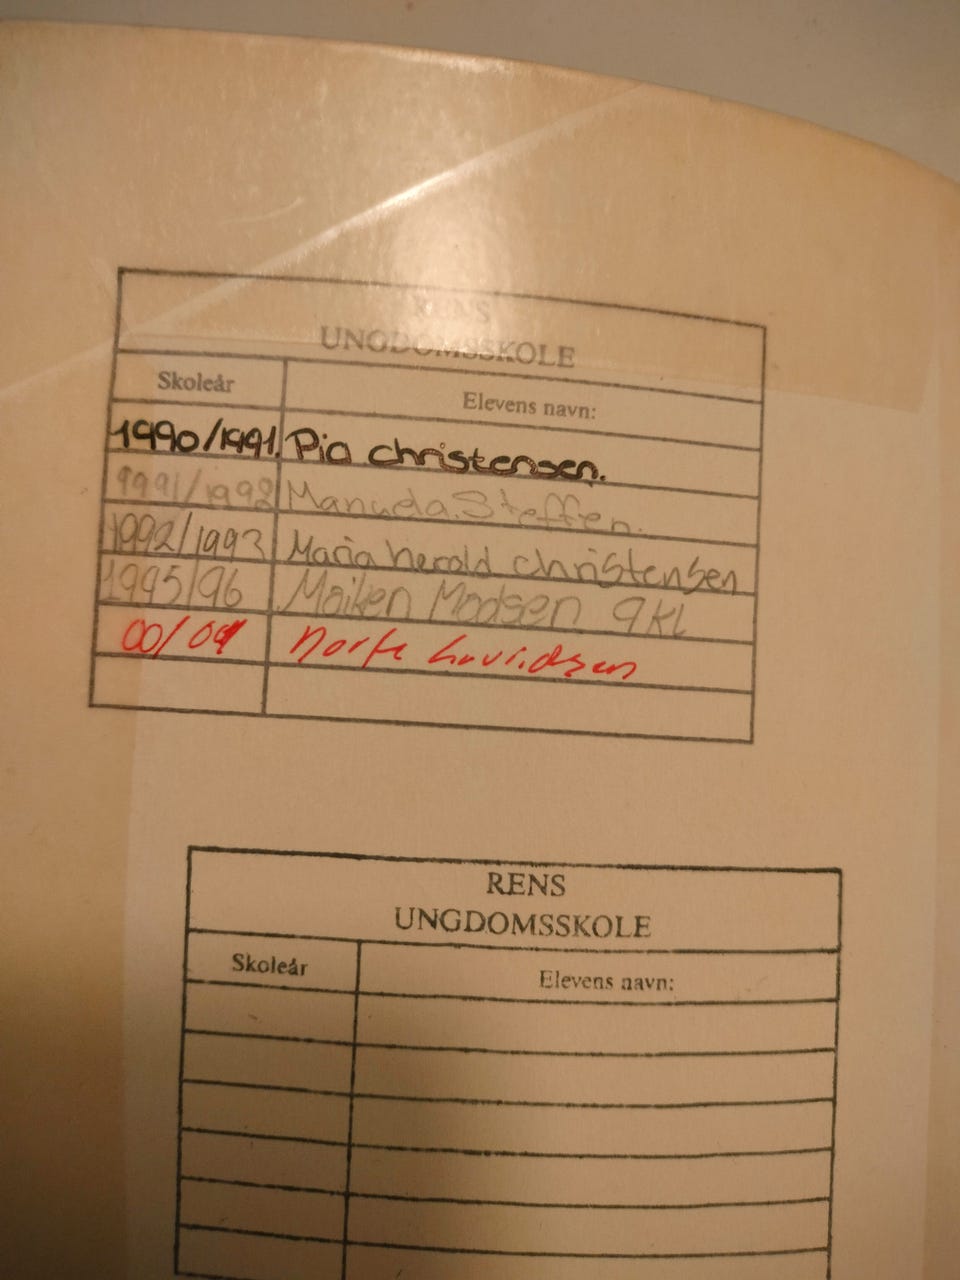 RENS
UNGDOMSSKOLE
Skoleår Elevens navn:
1990/1991. Pia christensen.
1991/1992 Manuela Steffen.
1992/1993 Maria herold christensen
1995/96 Maiken Madsen 9KL
00/01
RENS
UNGDOMSSKOLE
Skoleår Elevens navn: